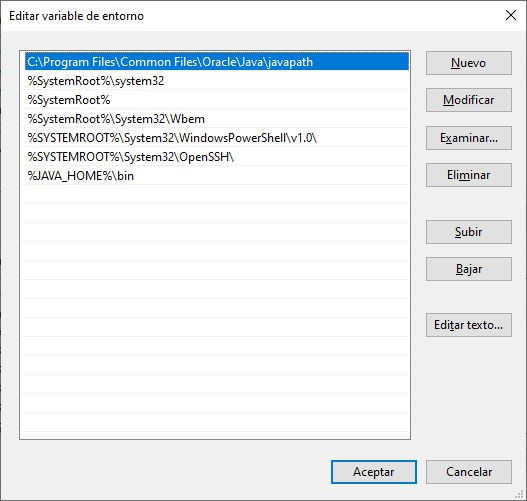 Editar variable de entorno
C:\Program Files\Common Files\Oracle\Java\javapath
%SystemRoot%\system32
%SystemRoot%
%SystemRoot%\System32\Wbem
%SYSTEMROOT%\System32\WindowsPowerShell\v1.0\
%SYSTEMROOT%\System32\OpenSSH\
%JAVA_HOME%\bin
Nuevo
Modificar
Examinar...
Eliminar
Subir
Bajar
Editar texto...
Aceptar
Cancelar